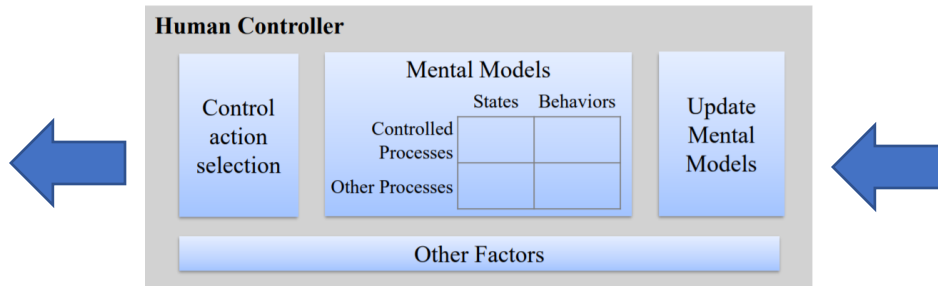 Human Controller
Control
action
selection
Mental Models
States Behaviors
Controlled
Processes
Other Processes
Update
Mental
Models
Other Factors